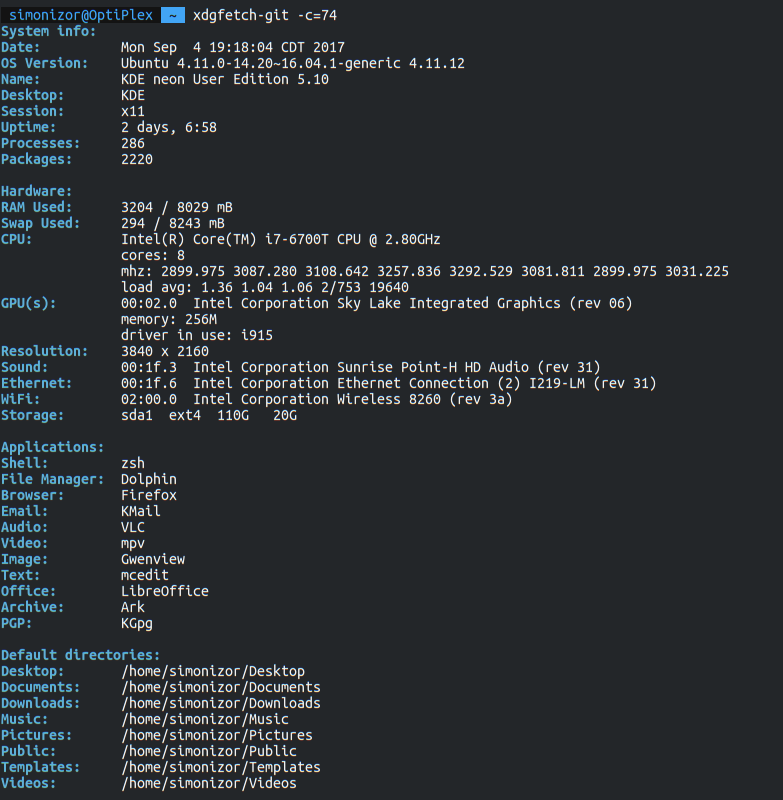 simonizor@OptiPlex ~ xdgfetch-git -c=74
System info:
Date: Mon Sep  4 19:18:04 CDT 2017
OS Version: Ubuntu 4.11.0-14.20~16.04.1-generic 4.11.12
Name: KDE neon User Edition 5.10
Desktop: KDE
Session: x11
Uptime: 2 days, 6:58
Processes: 286
Packages: 2220
Hardware:
RAM Used: 3204 / 8029 mB
Swap Used: 294 / 8243 mB
CPU: Intel(R) Core(TM) i7-6700T CPU @ 2.80GHz
cores: 8
mhz: 2899.975 3087.280 3108.642 3257.836 3292.529 3081.811 2899.975 3031.225
load avg: 1.36 1.04 1.06 2/753 19640
GPU(s): 00:02.0  Intel Corporation Sky Lake Integrated Graphics (rev 06)
memory: 256M
driver in use: i915
Resolution: 3840 x 2160
Sound: 00:1f.3  Intel Corporation Sunrise Point-H HD Audio (rev 31)
Ethernet: 00:1f.6  Intel Corporation Ethernet Connection (2) I219-LM (rev 31)
WiFi: 02:00.0  Intel Corporation Wireless 8260 (rev 3a)
Storage: sda1  ext4  110G   20G
Applications:
Shell: zsh
File Manager: Dolphin
Browser: Firefox
Email: KMail
Audio: VLC
Video: mpv
Image: Gwenview
Text: mcedit
Office: LibreOffice
Archive: Ark
PGP: KGpg
Default directories:
Desktop: /home/simonizor/Desktop
Documents: /home/simonizor/Documents
Downloads: /home/simonizor/Downloads
Music: /home/simonizor/Music
Pictures: /home/simonizor/Pictures
Public: /home/simonizor/Public
Templates: /home/simonizor/Templates
Videos: /home/simonizor/Videos